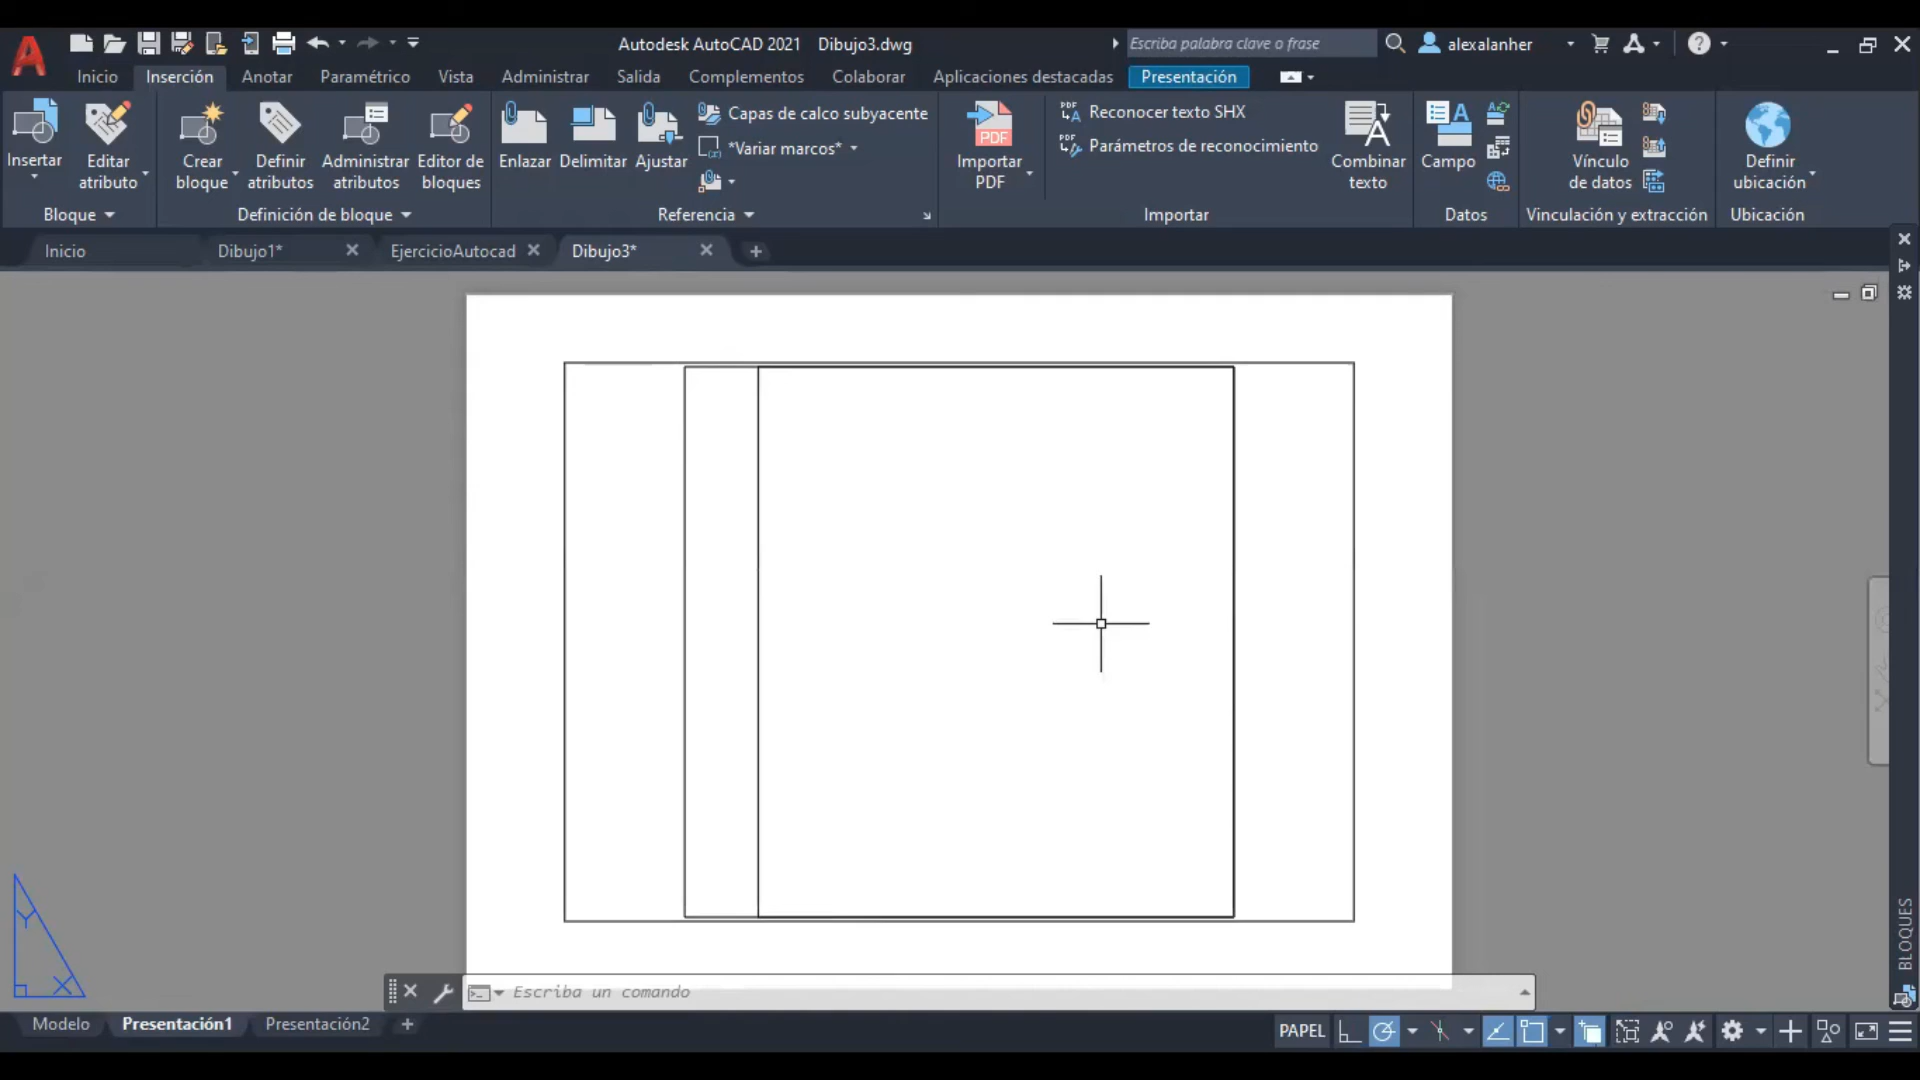 Autodesk AutoCAD 2021 Dibujo3.dwg
Escriba palabra clave o frase
alexalanher
Inicio Inserción Anotar Paramétrico Vista Administrar Salida Complementos Colaborar Aplicaciones destacadas Presentación
Insertar
Editar atributo
Crear bloque
Definir atributos
Administrar atributos
Editor de bloques
Enlazar
Delimitar
Ajustar
Capas de calco subyacente
*Variar marcos*
Importar PDF
Reconocer texto SHX
Parámetros de reconocimiento
Combinar texto
Campo
Vínculo de datos
Definir ubicación
Bloque
Definición de bloque
Referencia
Importar
Datos
Vinculación y extracción
Ubicación
Inicio
Dibujo1*
EjercicioAutocad
Dibujo3*
BLOQUES
Y
X
Escriba un comando
Modelo
Presentación1
Presentación2
PAPEL